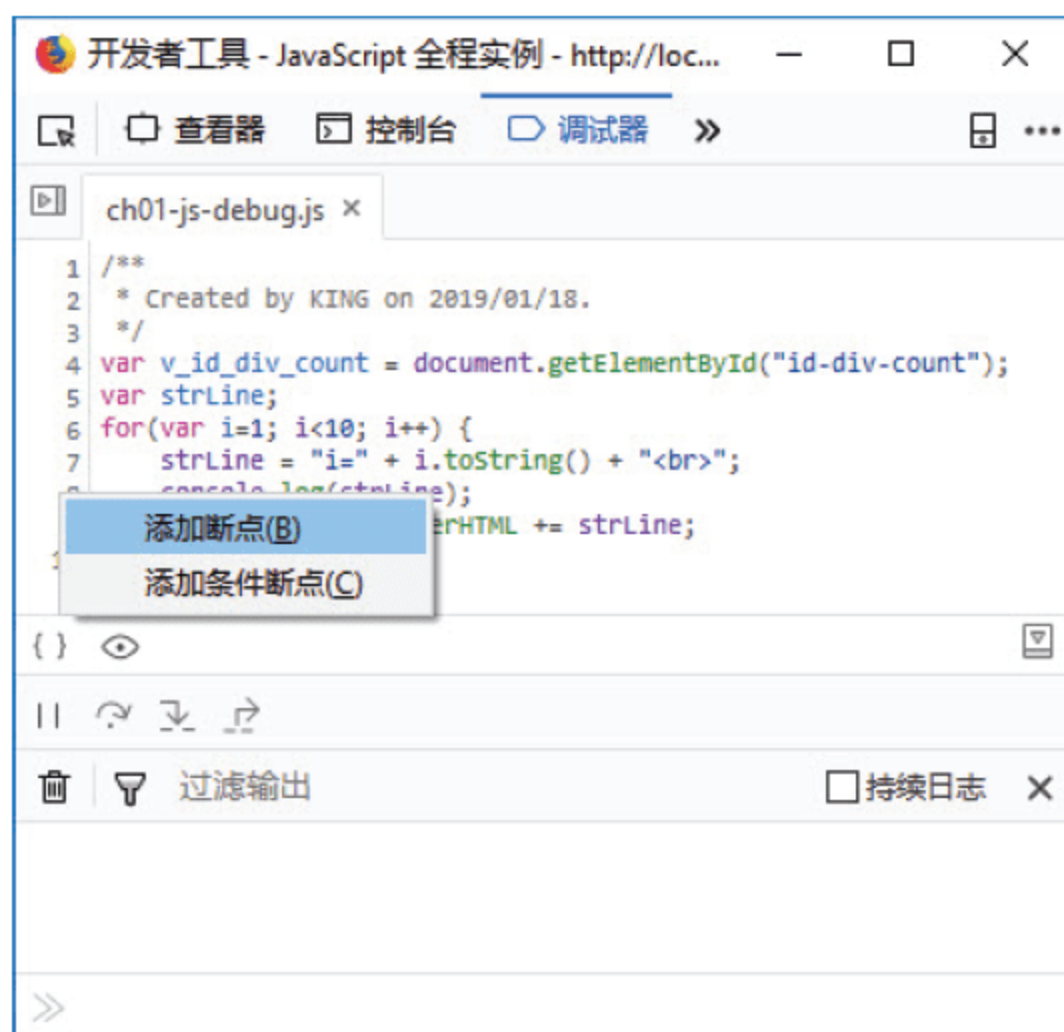 开发者工具 - JavaScript 全程实例 - http://loc...
查看器 控制台 调试器
ch01-js-debug.js
1 /**
2  * Created by KING on 2019/01/18.
3  */
4 var v_id_div_count = document.getElementById("id-div-count");
5 var strLine;
6 for(var i=1; i<10; i++) {
7     strLine = "i=" + i.toString() + "<br>";
console.log(strLine);
erHTML += strLine;
添加断点(B)
添加条件断点(C)
{ }
过滤输出 持续日志